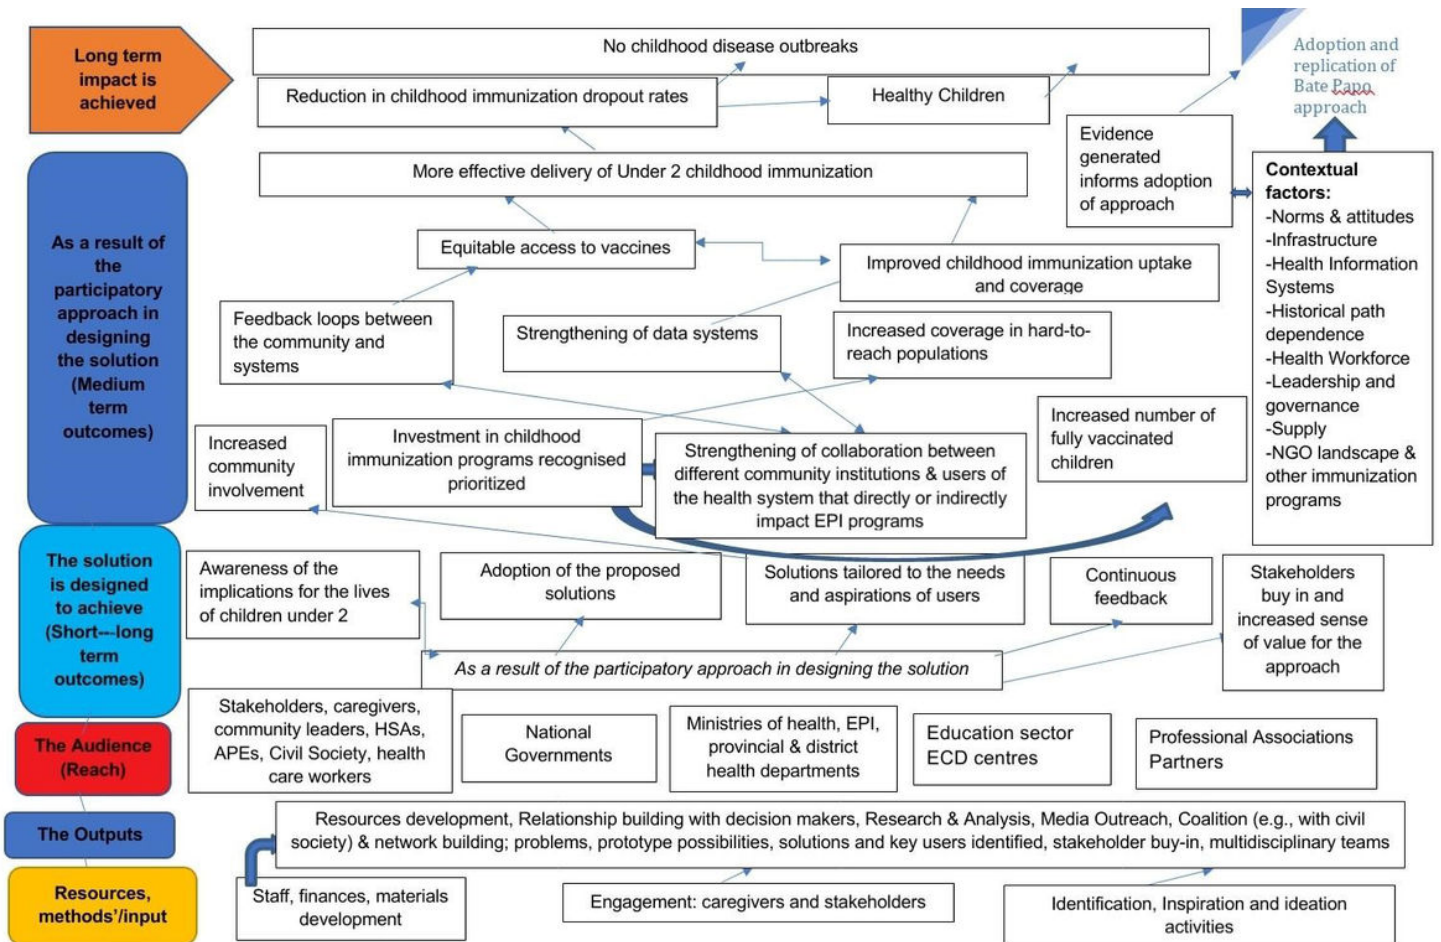 Long term
impact is
achieved
No childhood disease outbreaks
Adoption and
replication of
Bate Papo
approach
Reduction in childhood immunization dropout rates
Healthy Children
Evidence
generated
informs adoption
of approach
As a result of
the
participatory
approach in
designing
the solution
(Medium
term
outcomes)
More effective delivery of Under 2 childhood immunization
Equitable access to vaccines
Improved childhood immunization uptake
and coverage
Feedback loops between
the community and
systems
Strengthening of data systems
Increased coverage in hard-to-
reach populations
Increased
community
involvement
Investment in childhood
immunization programs recognised
prioritized
Strengthening of collaboration between
different community institutions & users of
the health system that directly or indirectly
impact EPI programs
Increased number of
fully vaccinated
children
Contextual
factors:
-Norms & attitudes
-Infrastructure
-Health Information
Systems
-Historical path
dependence
-Health Workforce
-Leadership and
governance
-Supply
-NGO landscape &
other immunization
programs
The solution
is designed
to achieve
(Short---long
term
outcomes)
Awareness of the
implications for the lives
of children under 2
Adoption of the proposed
solutions
Solutions tailored to the needs
and aspirations of users
Continuous
feedback
Stakeholders
buy in and
increased sense
of value for the
approach
As a result of the participatory approach in designing the solution
The Audience
(Reach)
Stakeholders, caregivers,
community leaders, HSAs,
APEs, Civil Society, health
care workers
National
Governments
Ministries of health, EPI,
provincial & district
health departments
Education sector
ECD centres
Professional Associations
Partners
The Outputs
Resources development, Relationship building with decision makers, Research & Analysis, Media Outreach, Coalition (e.g., with civil
society) & network building; problems, prototype possibilities, solutions and key users identified, stakeholder buy-in, multidisciplinary teams
Resources,
methods'/input
Staff, finances, materials
development
Engagement: caregivers and stakeholders
Identification, Inspiration and ideation
activities